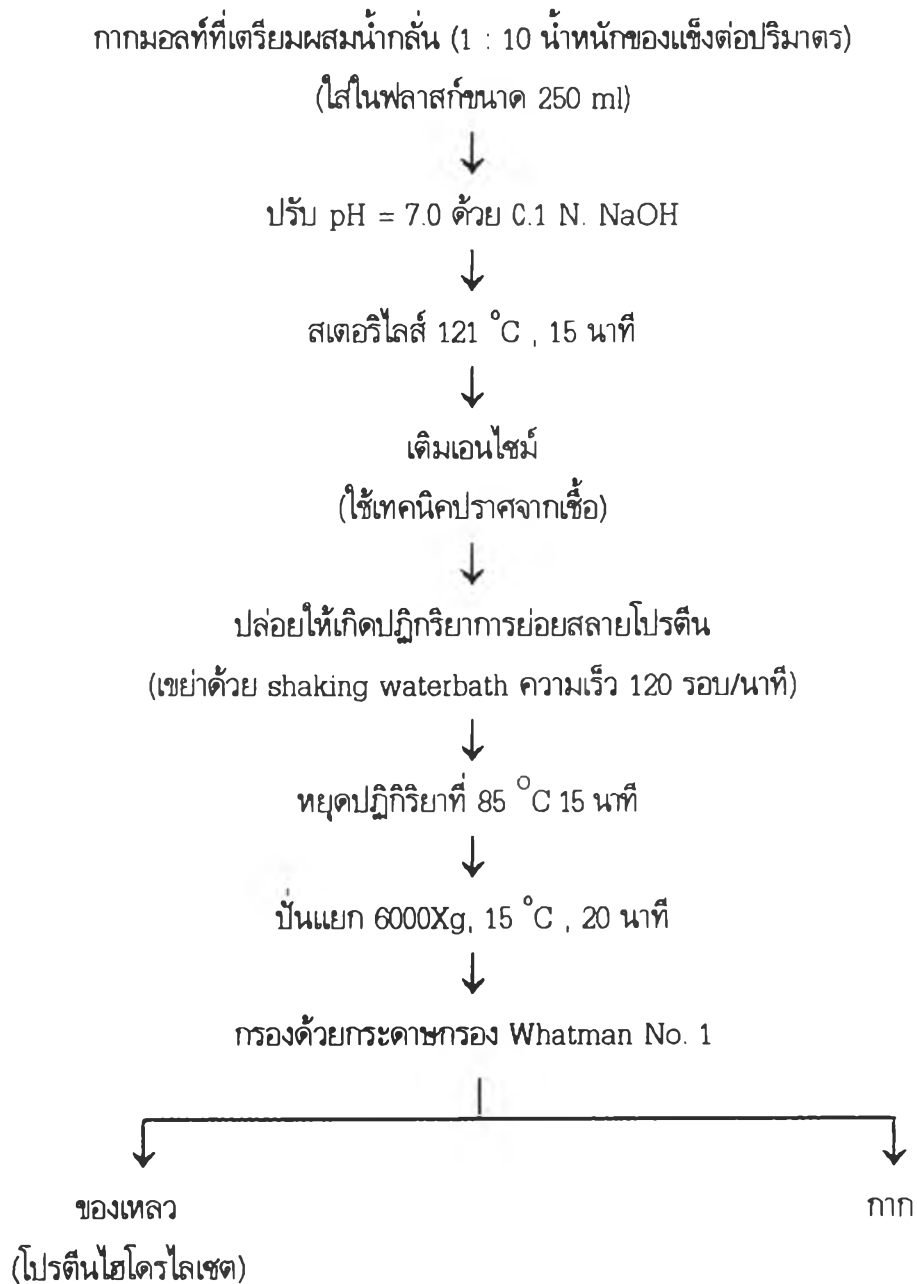 กากมอลท์ที่เตรียมผสมน้ำกลั่น (1 : 10 น้ำหนักของแข็งต่อปริมาตร)
(ใส่ในฟลาสก์ขนาด 250 ml)
ปรับ pH = 7.0 ด้วย 0.1 N. NaOH
สเตอริไลส์ 121 °C , 15 นาที
เติมเอนไซม์
(ใช้เทคนิคปราศจากเชื้อ)
ปล่อยให้เกิดปฏิกริยาการย่อยสลายโปรตีน
(เขย่าด้วย shaking waterbath ความเร็ว 120 รอบ/นาที)
หยุดปฏิกิริยาที่ 85 °C 15 นาที
ปั่นแยก 6000Xg, 15 °C , 20 นาที
กรองด้วยกระดาษกรอง Whatman No. 1
ของเหลว กาก
(โปรตีนไฮโดรไลเซต)